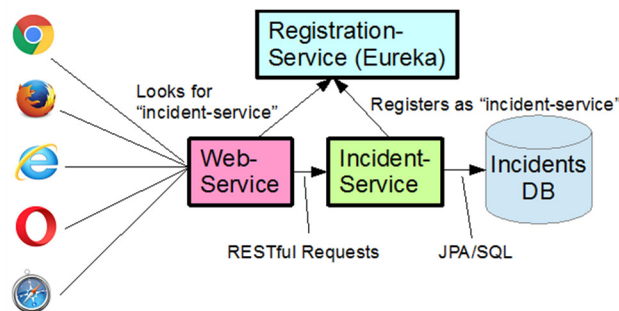 Registration-
Service (Eureka)
Looks for
“incident-service”
Registers as “incident-service”
Web-
Service
Incident-
Service
Incidents
DB
RESTful Requests
JPA/SQL